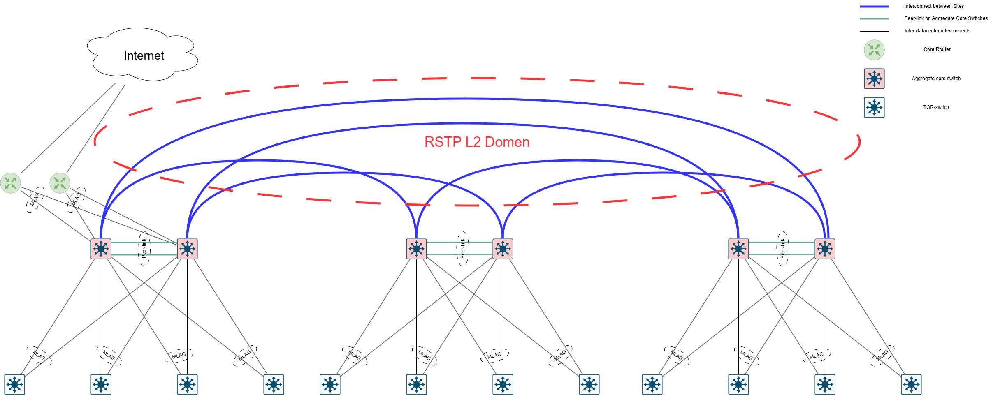 Interconnect between Sites
Peer-link on Aggregate Core Switches
Inter-datacenter interconnects
Core Router
Aggregate core switch
TOR-switch
Internet
RSTP L2 Domen
MLAG
MLAG
Peer-link
Peer-link
Peer-link
MLAG
MLAG
MLAG
MLAG
MLAG
MLAG
MLAG
MLAG
MLAG
MLAG
MLAG
MLAG